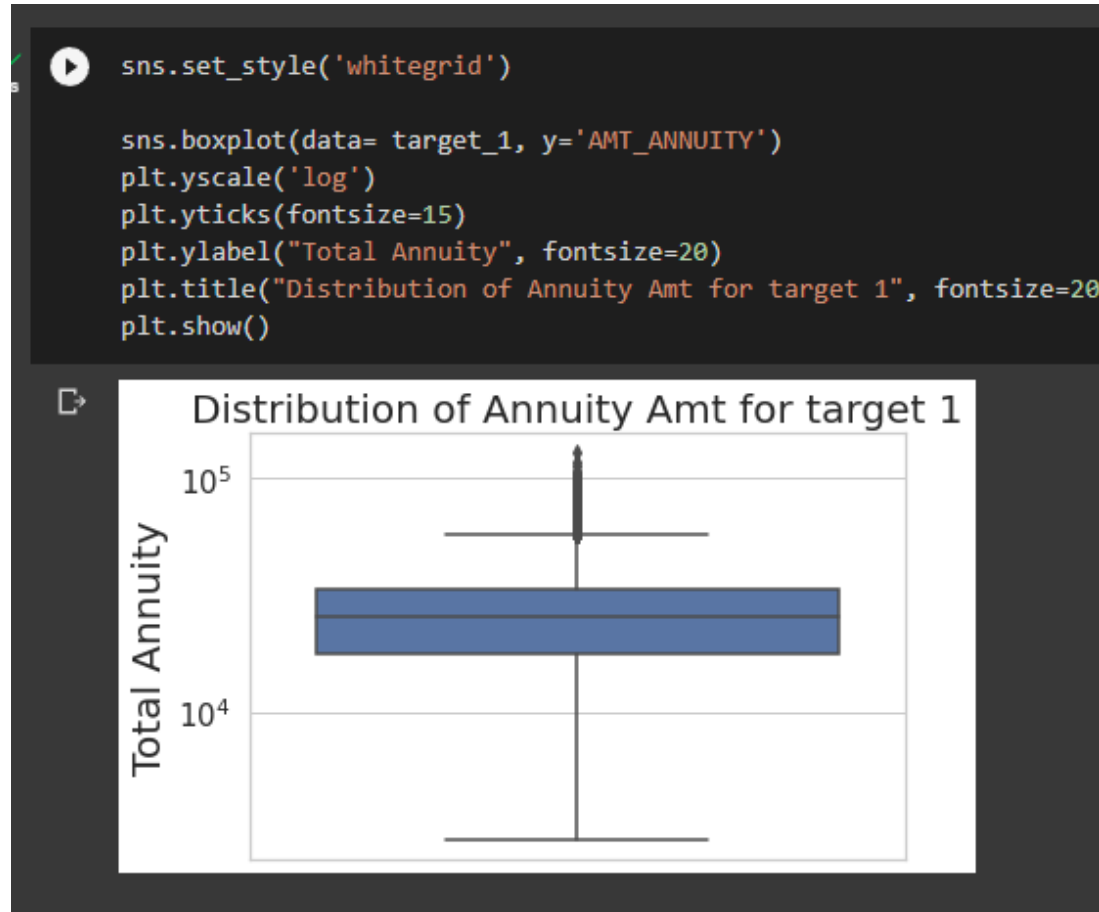 s
sns.set_style('whitegrid')
sns.boxplot(data= target_1, y='AMT_ANNUITY')
plt.yscale('log')
plt.yticks(fontsize=15)
plt.ylabel("Total Annuity", fontsize=20)
plt.title("Distribution of Annuity Amt for target 1", fontsize=20
plt.show()
Distribution of Annuity Amt for target 1
10⁵
Total Annuity
10⁴